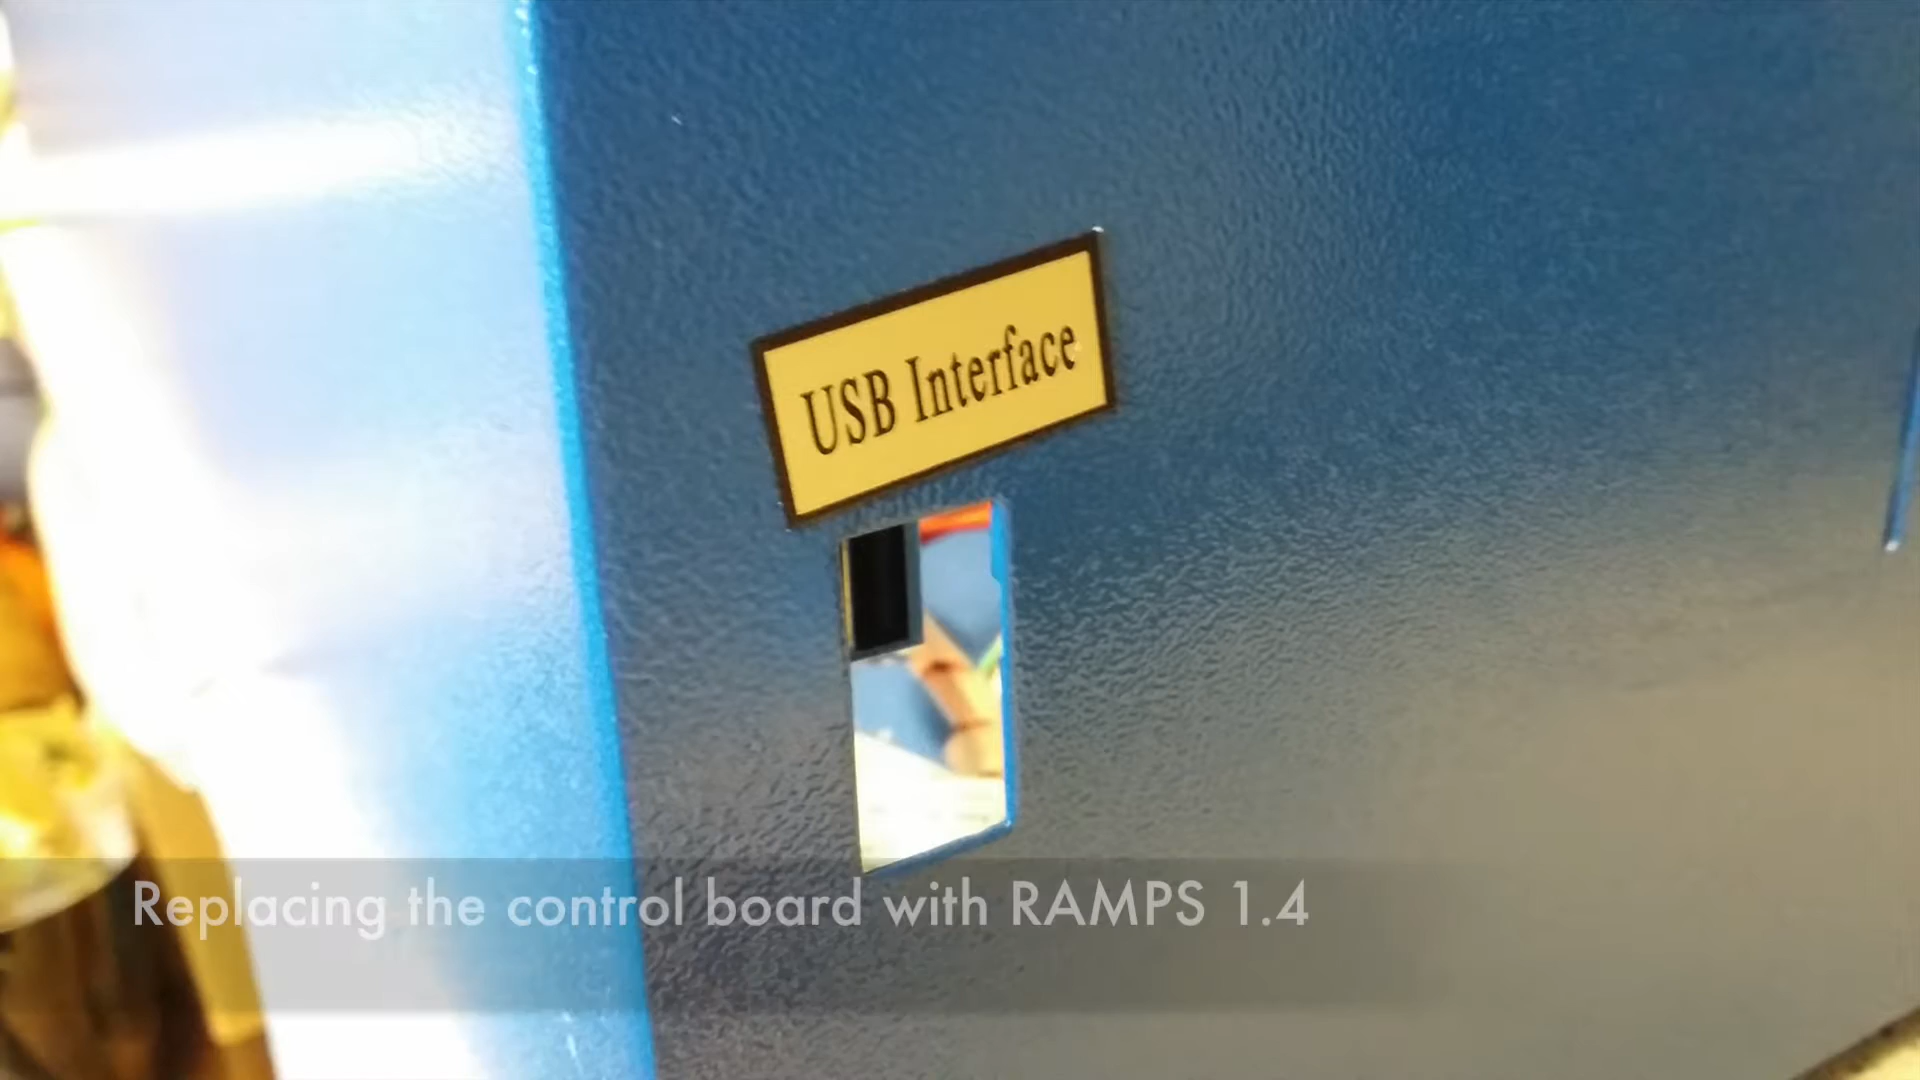 USB Interface
Replacing the control board with RAMPS 1.4